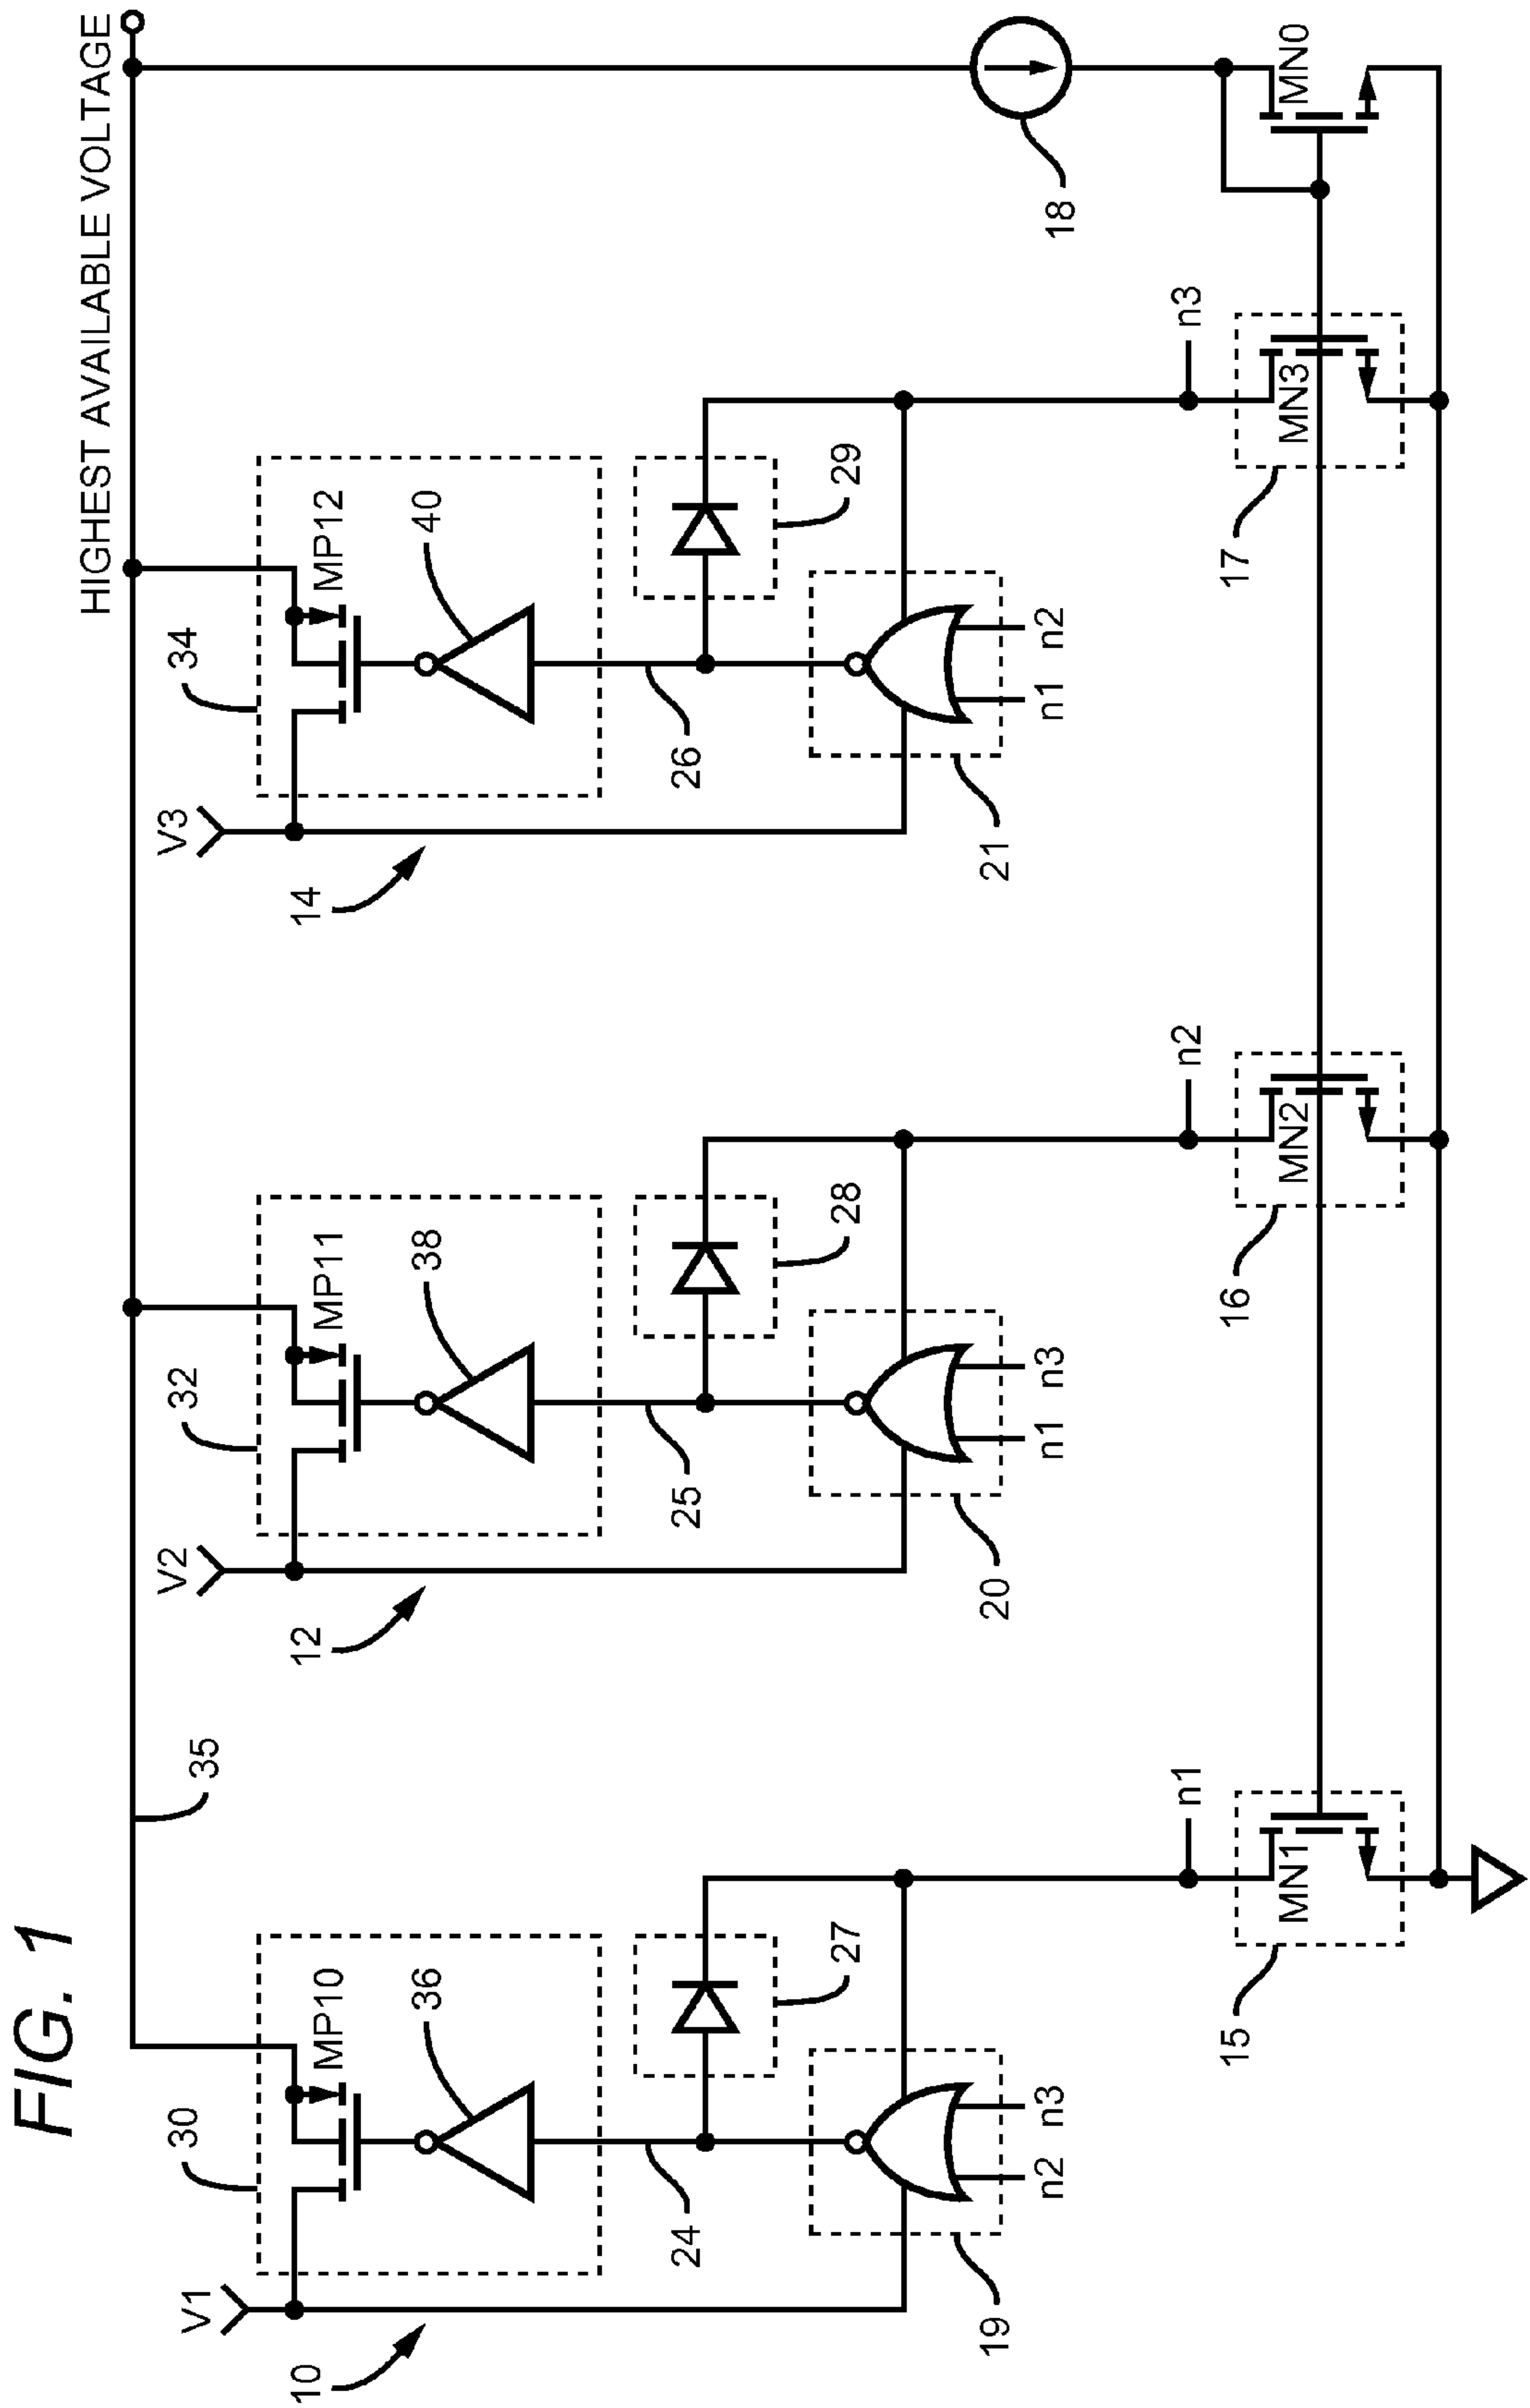 FIG. 1
HIGHEST AVAILABLE VOLTAGE
35
V1
30
MP10
36
10
24
27
19
n2
n3
n1
15
MN1
V2
32
MP11
38
12
25
28
20
n1
n3
n2
16
MN2
V3
34
MP12
40
14
26
29
21
n1
n2
n3
17
MN3
18
MN0